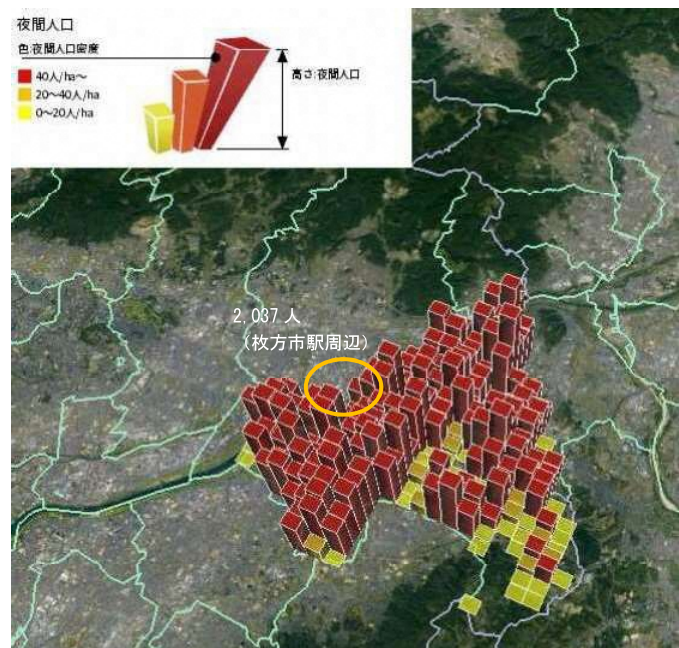 夜間人口
色:夜間人口密度
40人/ha～
20～40人/ha
0～20人/ha
高さ:夜間人口
2,037人
（枚方市駅周辺）